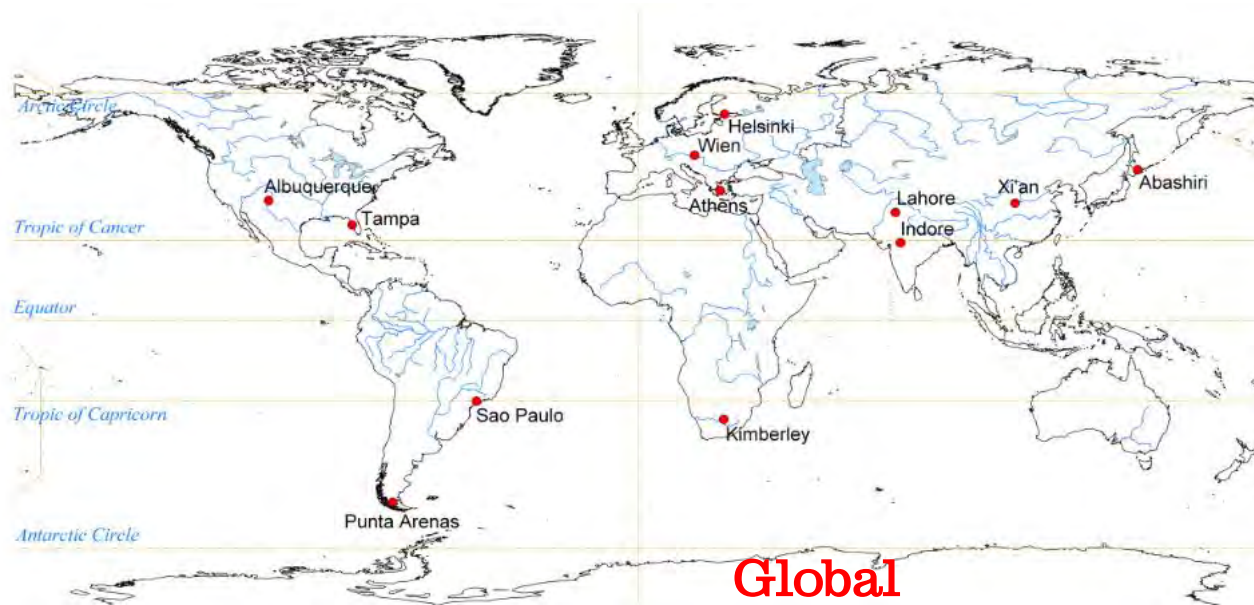 Arctic Circle
Helsinki
Wien
Albuquerque
Athens
Lahore
Xi'an
Abashiri
Tampa
Tropic of Cancer
Indore
Equator
Tropic of Capricorn
Sao Paulo
Kimberley
Punta Arenas
Antarctic Circle
Global